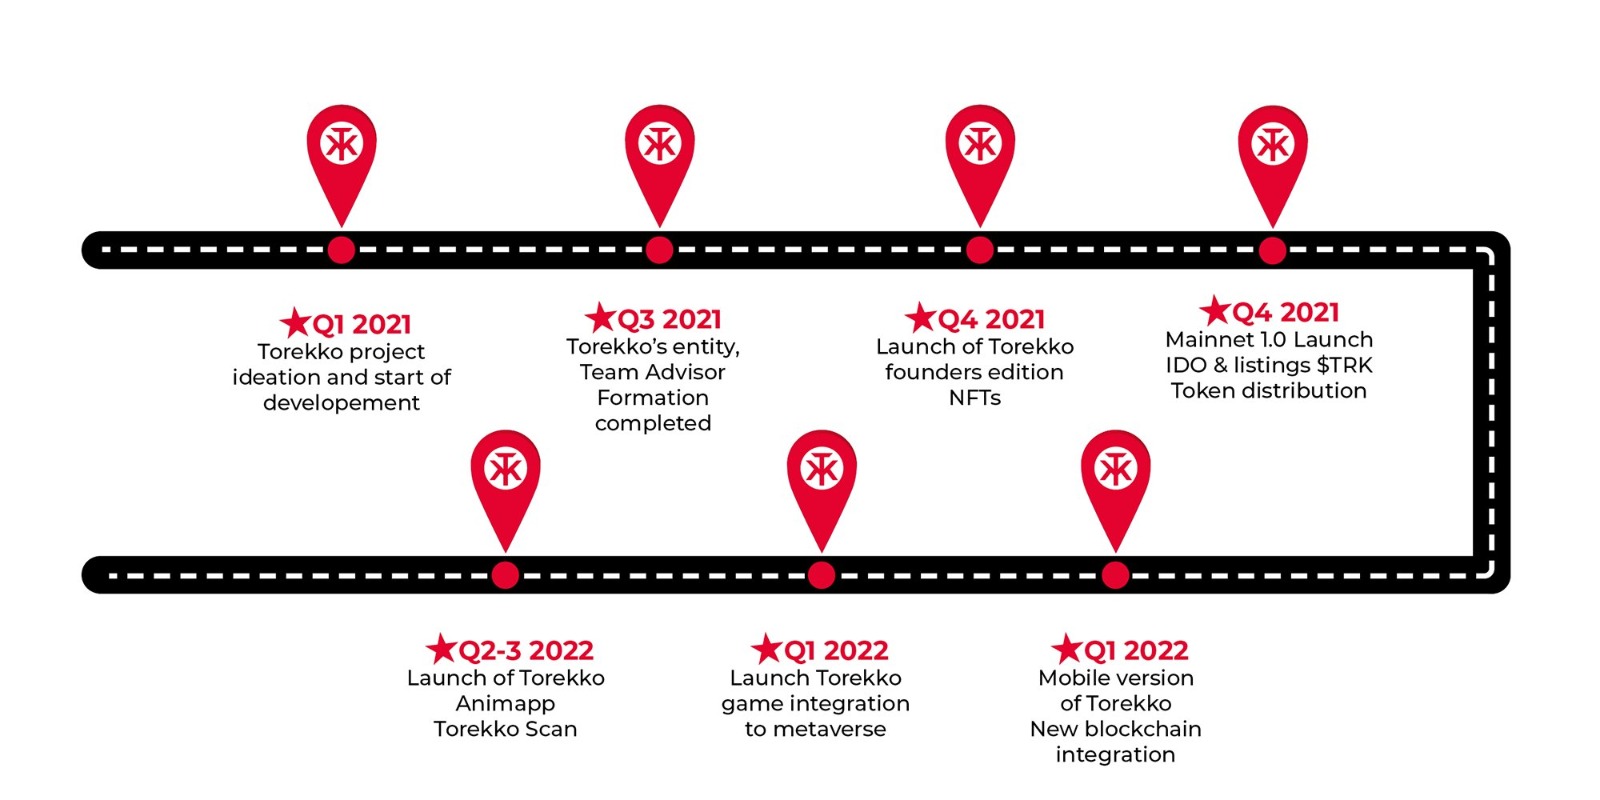 Q1 2021
Torekko project
ideation and start of
developement
Q3 2021
Torekko’s entity,
Team Advisor
Formation
completed
Q4 2021
Launch of Torekko
founders edition
NFTs
Q4 2021
Mainnet 1.0 Launch
IDO & listings $TRK
Token distribution
Q2-3 2022
Launch of Torekko
Animapp
Torekko Scan
Q1 2022
Launch Torekko
game integration
to metaverse
Q1 2022
Mobile version
of Torekko
New blockchain
integration